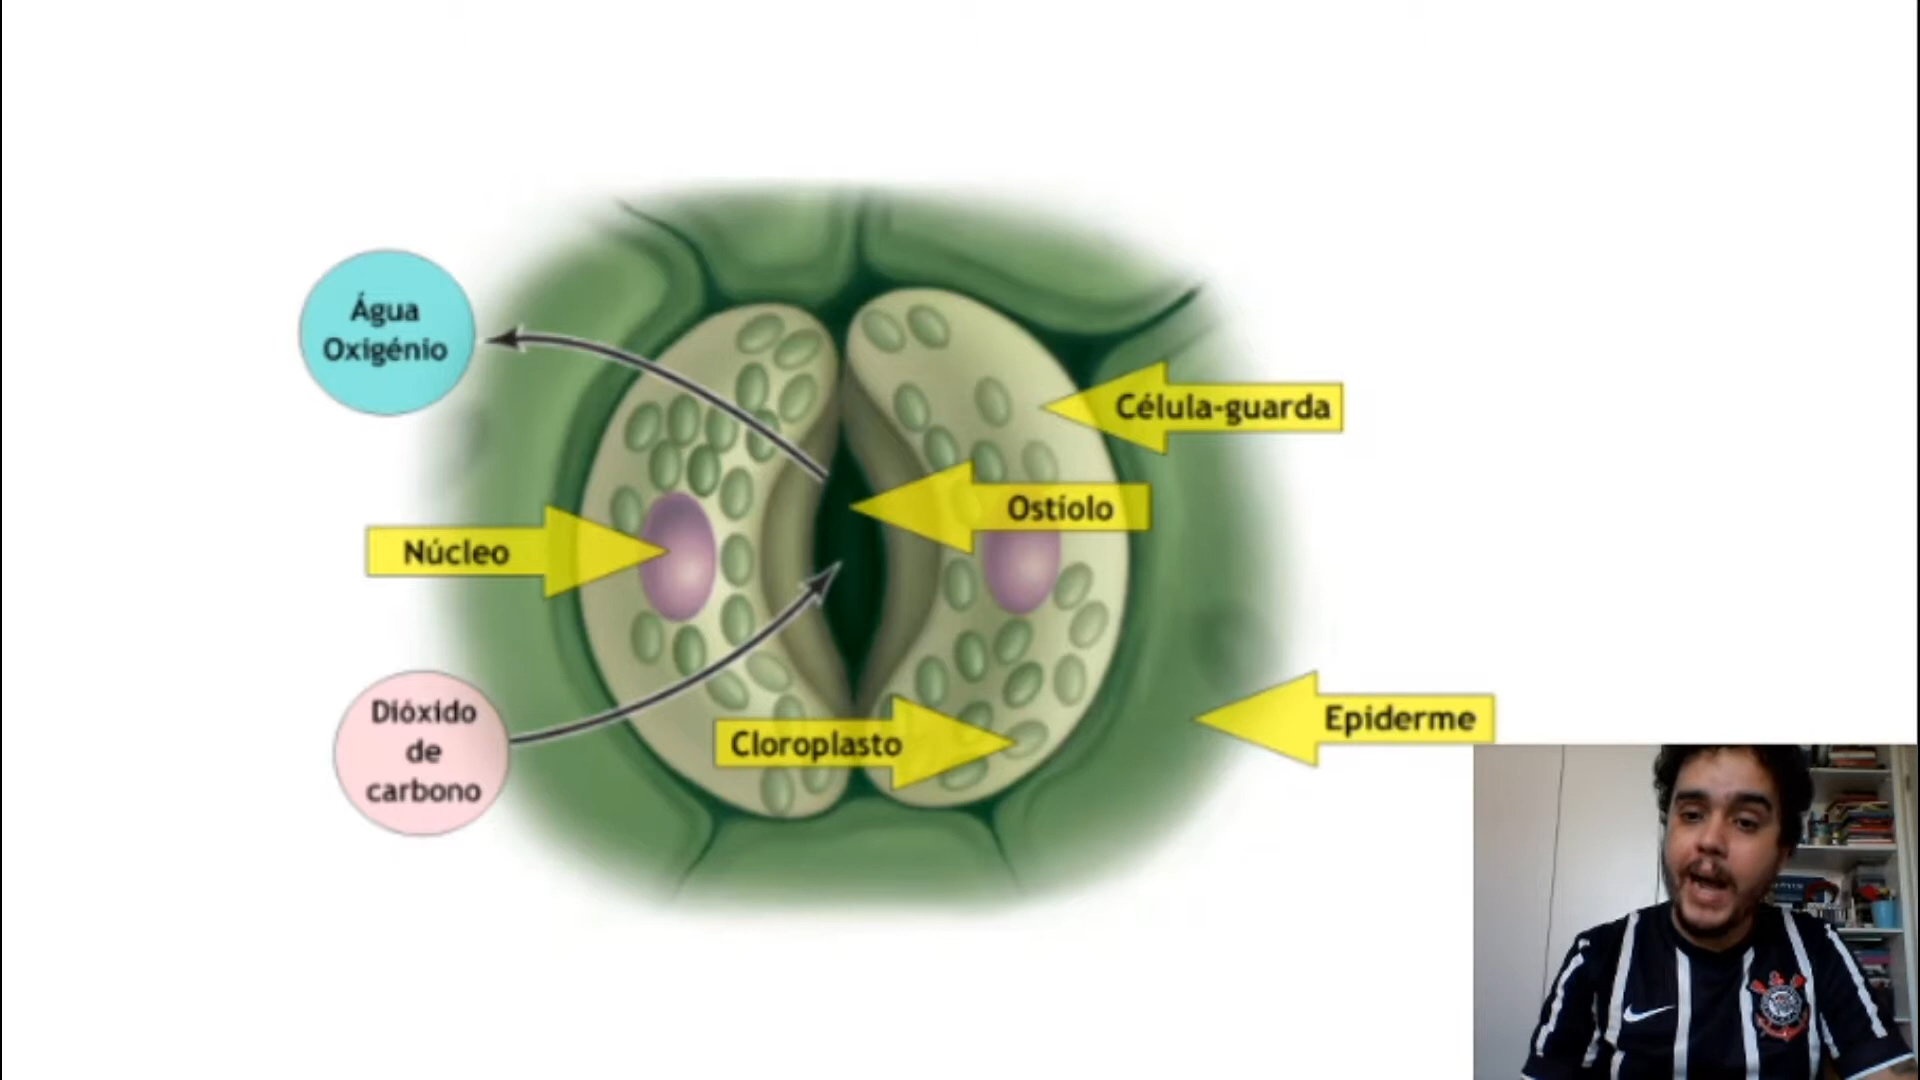 Água
Oxigénio
Célula-guarda
Ostíolo
Núcleo
Dióxido
de
carbono
Cloroplasto
Epiderme